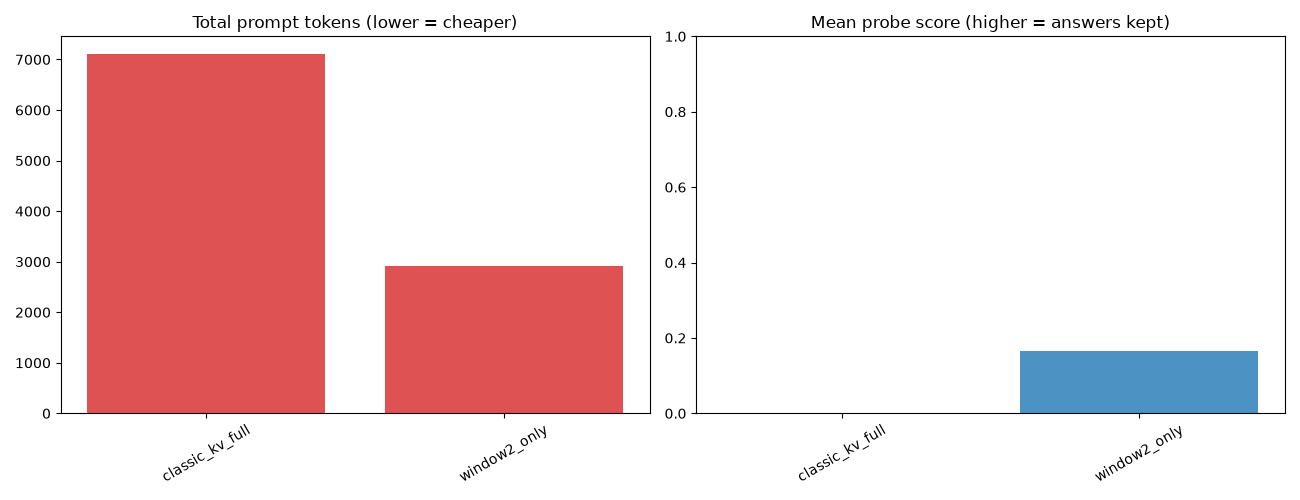 Total prompt tokens (lower = cheaper)
7000
6000
5000
4000
3000
2000
1000
0
classic_kv_full
window2_only
Mean probe score (higher = answers kept)
1.0
0.8
0.6
0.4
0.2
0.0
classic_kv_full
window2_only